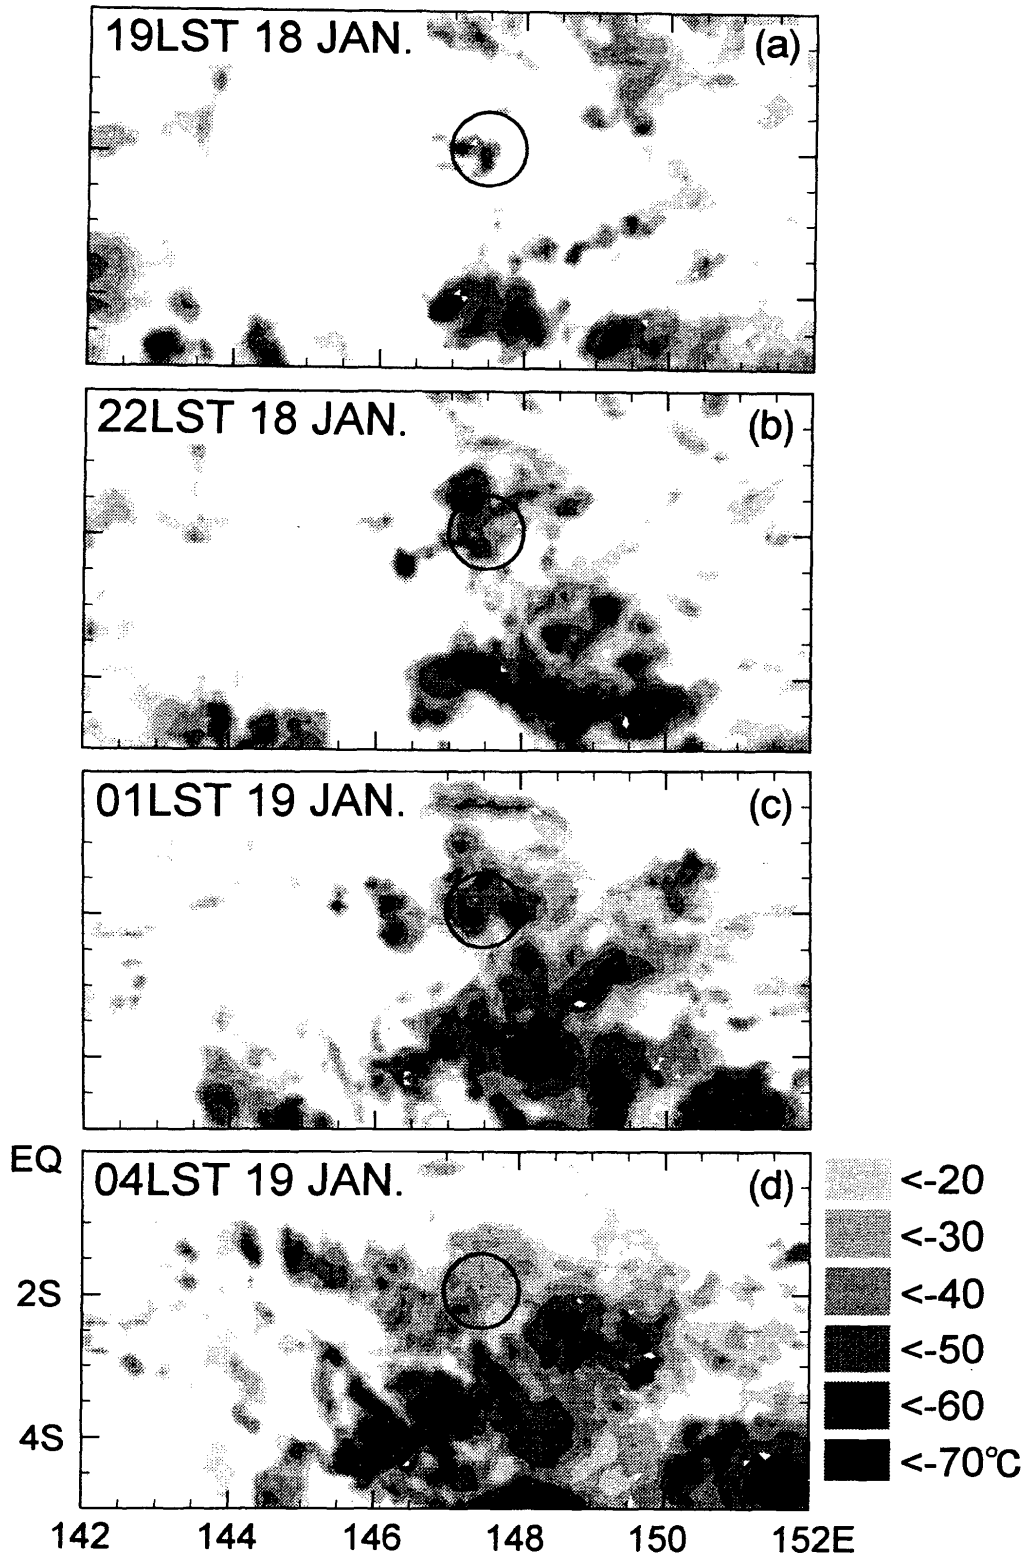 19LST 18 JAN.
(a)
22LST 18 JAN.
(b)
01LST 19 JAN.
(c)
EQ
04LST 19 JAN.
(d)
2S
4S
<-20
<-30
<-40
<-50
<-60
<-70°C
142 144 146 148 150 152E